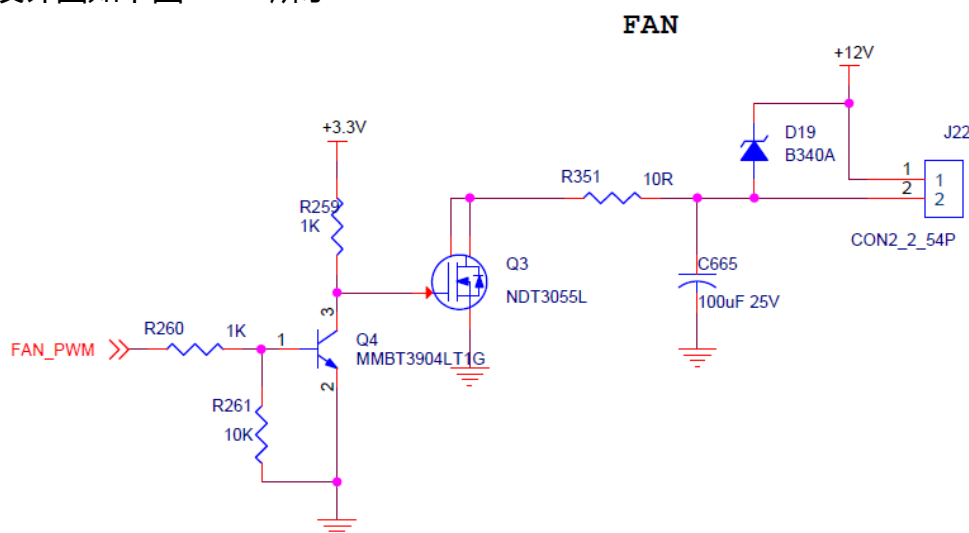 FAN
+12V
D19
B340A
J22
1
1
2
2
CON2_2_54P
+3.3V
R351
10R
R259
1K
C665
100uF 25V
Q3
NDT3055L
3
R260
1K
1
Q4
MMBT3904LT1G
FAN_PWM
2
R261
10K